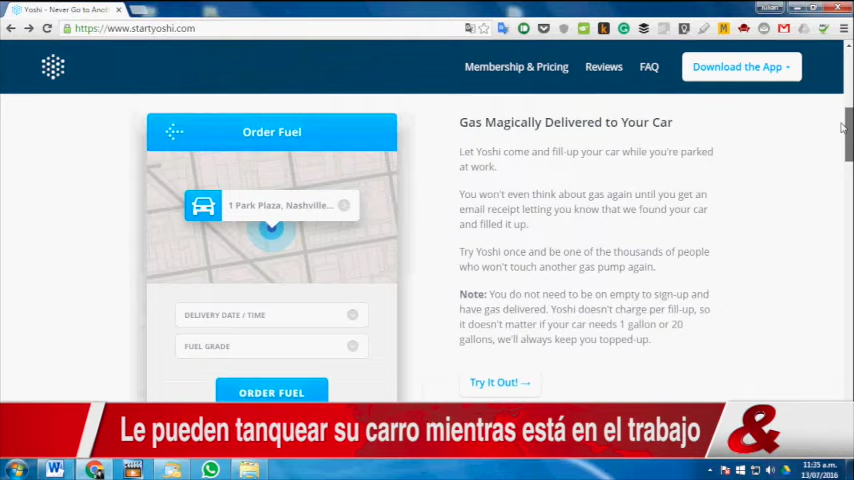 Julian
Yoshi - Never Go to Anoth
https://www.startyoshi.com
Membership & Pricing
Reviews
FAQ
Download the App
Order Fuel
1 Park Plaza, Nashville...
DELIVERY DATE / TIME
FUEL GRADE
ORDER FUEL
Gas Magically Delivered to Your Car
Let Yoshi come and fill-up your car while you're parked
at work.
You won't even think about gas again until you get an
email receipt letting you know that we found your car
and filled it up.
Try Yoshi once and be one of the thousands of people
who won't touch another gas pump again.
Note: You do not need to be on empty to sign-up and
have gas delivered. Yoshi doesn't charge per fill-up, so
it doesn't matter if your car needs 1 gallon or 20
gallons, we'll always keep you topped-up.
Try It Out! →
Le pueden tanquear su carro mientras está en el trabajo
&
11:35 a.m.
13/07/2016